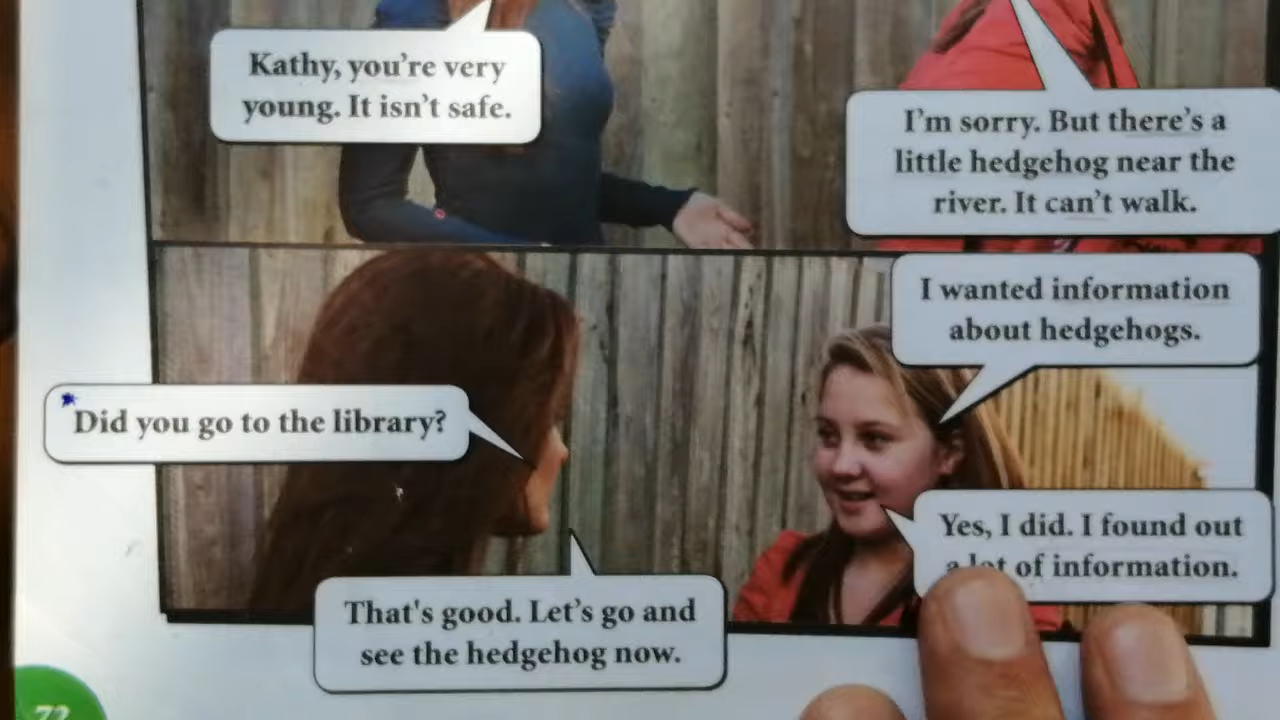 Kathy, you're very
young. It isn't safe.
I'm sorry. But there's a
little hedgehog near the
river. It can't walk.
I wanted information
about hedgehogs.
Did you go to the library?
Yes, I did. I found out
a lot of information.
That's good. Let's go and
see the hedgehog now.
72